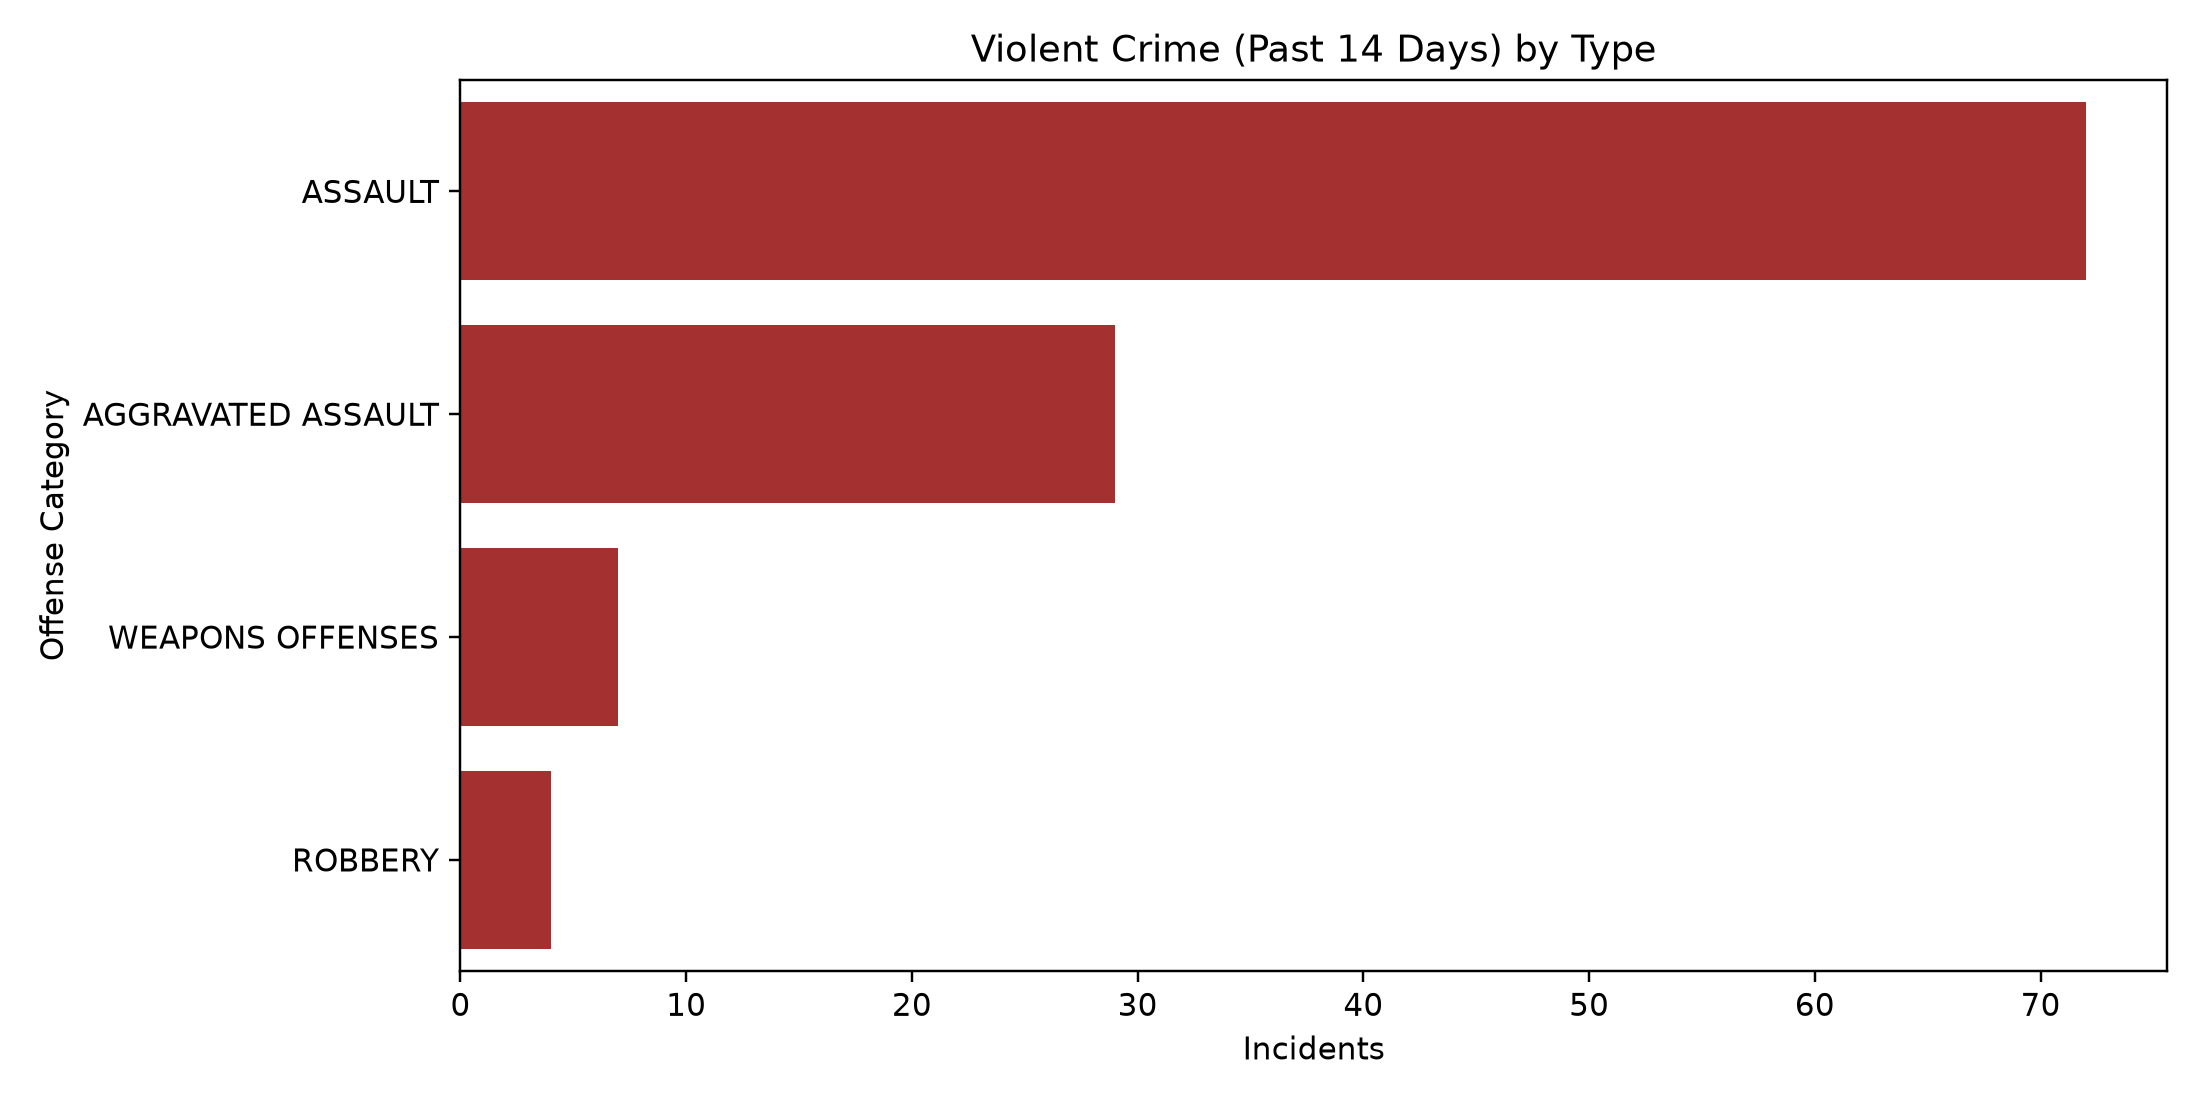 Violent Crime (Past 14 Days) by Type
Offense Category
ASSAULT
AGGRAVATED ASSAULT
WEAPONS OFFENSES
ROBBERY
0 10 20 30 40 50 60 70
Incidents